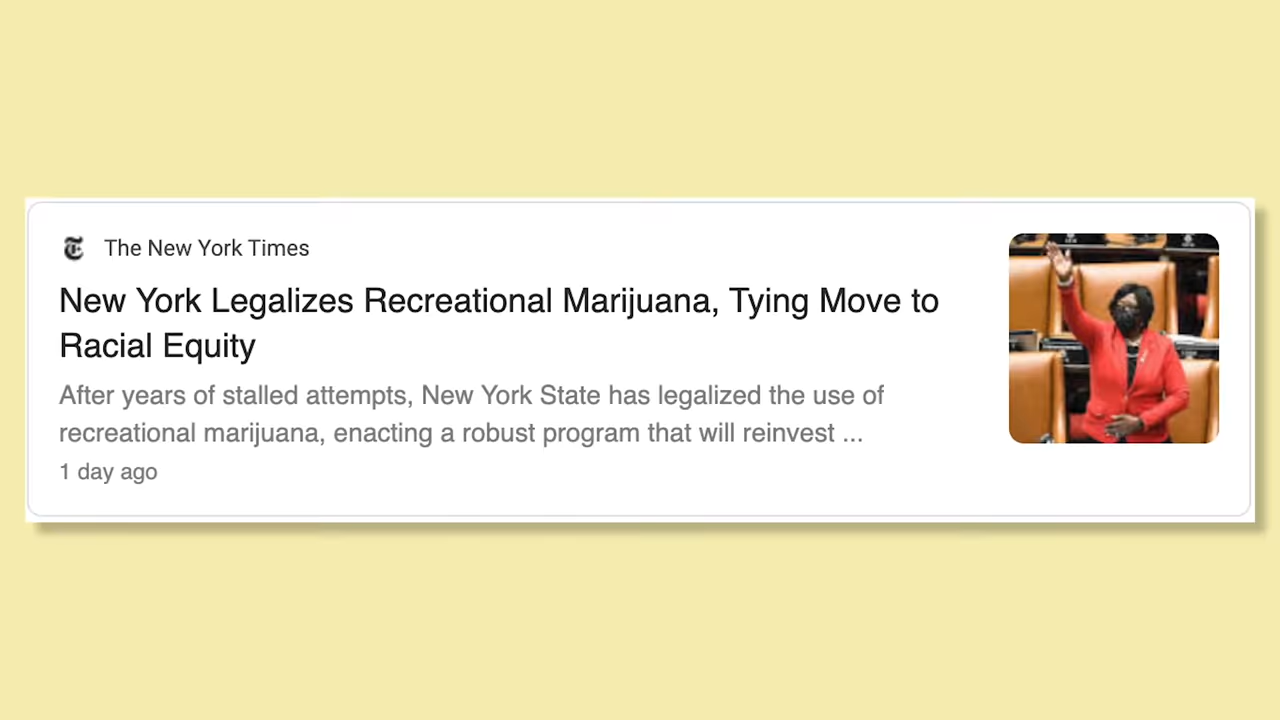 The New York Times
New York Legalizes Recreational Marijuana, Tying Move to
Racial Equity
After years of stalled attempts, New York State has legalized the use of
recreational marijuana, enacting a robust program that will reinvest ...
1 day ago